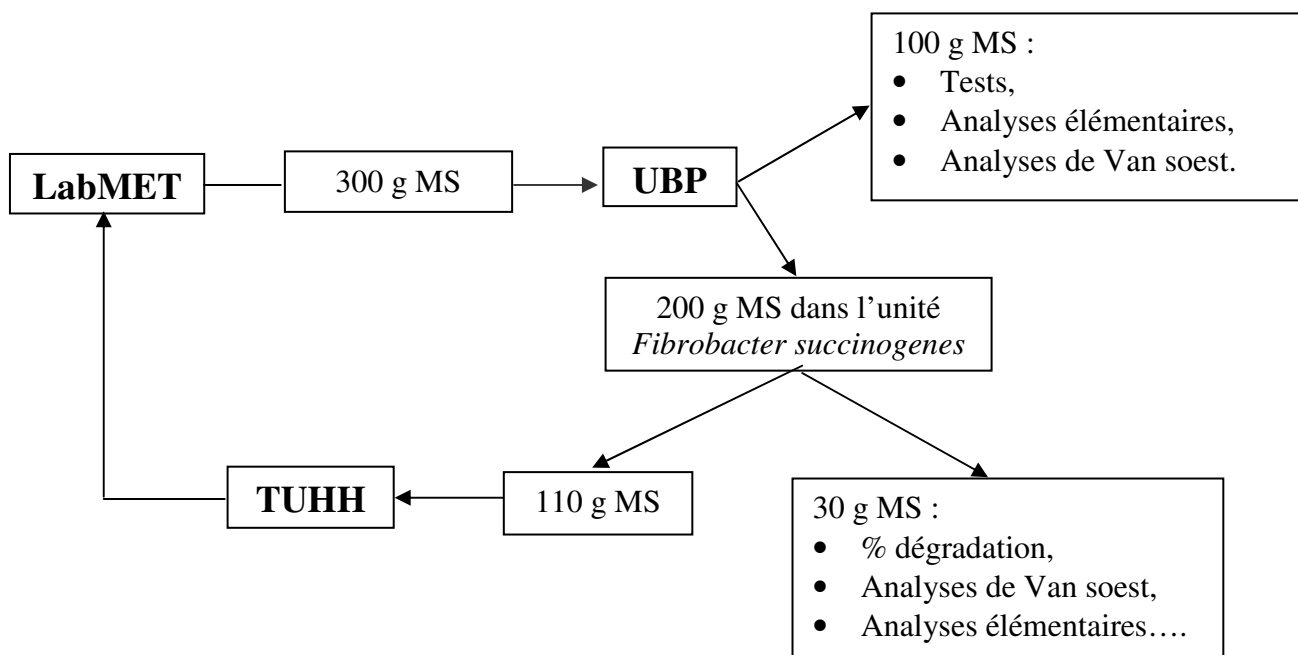 100 g MS :
• Tests,
• Analyses élémentaires,
• Analyses de Van soest.
LabMET
300 g MS
UBP
200 g MS dans l’unité
Fibrobacter succinogenes
TUHH
110 g MS
30 g MS :
• % dégradation,
• Analyses de Van soest,
• Analyses élémentaires….